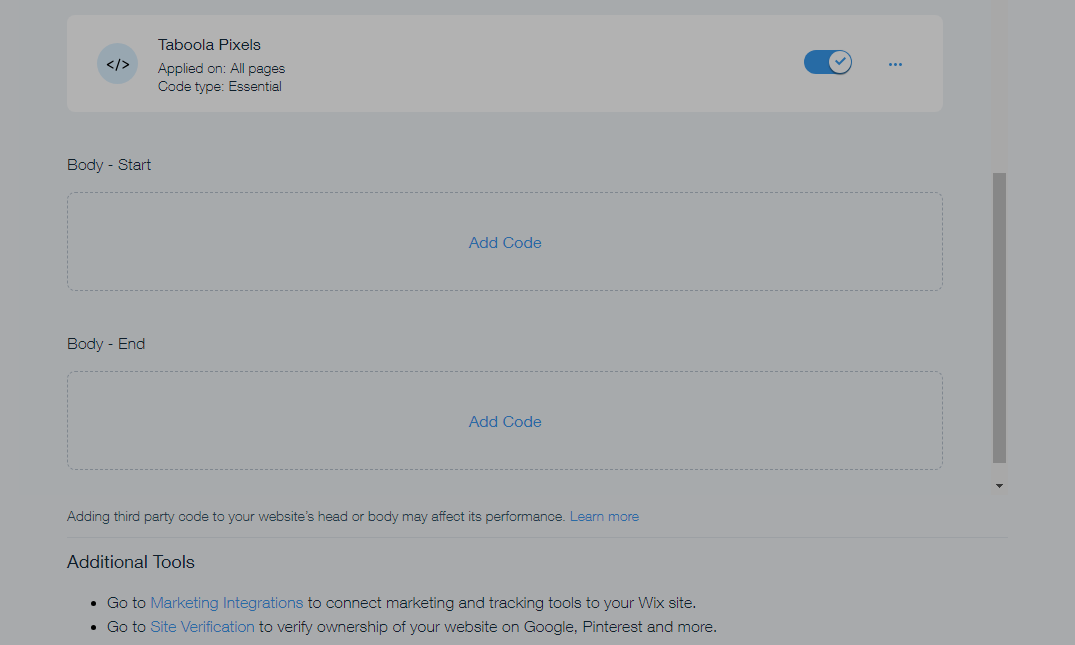 </>
Taboola Pixels
Applied on: All pages
Code type: Essential
Body - Start
Add Code
Body - End
Add Code
Adding third party code to your website's head or body may affect its performance. Learn more
Additional Tools
Go to Marketing Integrations to connect marketing and tracking tools to your Wix site.
Go to Site Verification to verify ownership of your website on Google, Pinterest and more.